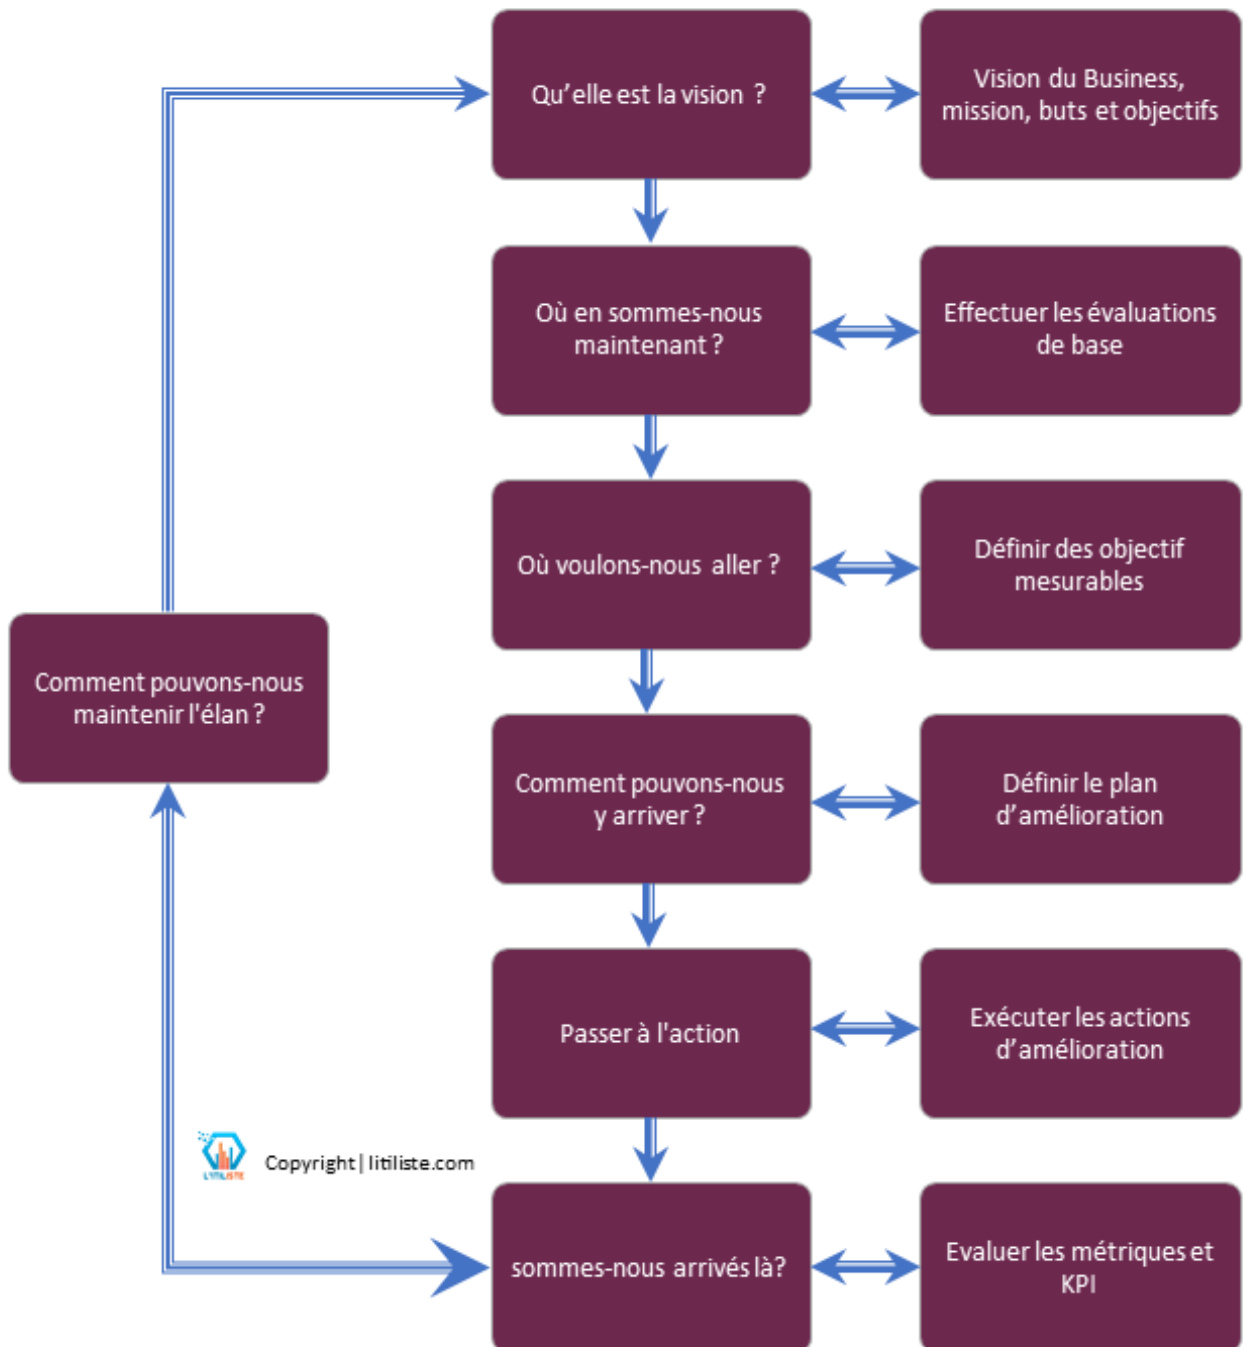 Qu’elle est la vision ?
Vision du Business,
mission, buts et objectifs
Où en sommes-nous
maintenant ?
Effectuer les évaluations
de base
Où voulons-nous aller ?
Définir des objectif
mesurables
Comment pouvons-nous
maintenir l'élan ?
Comment pouvons-nous
y arriver ?
Définir le plan
d’amélioration
Passer à l'action
Exécuter les actions
d’amélioration
L'ITILISTE
Copyright | litiliste.com
sommes-nous arrivés là?
Evaluer les métriques et
KPI